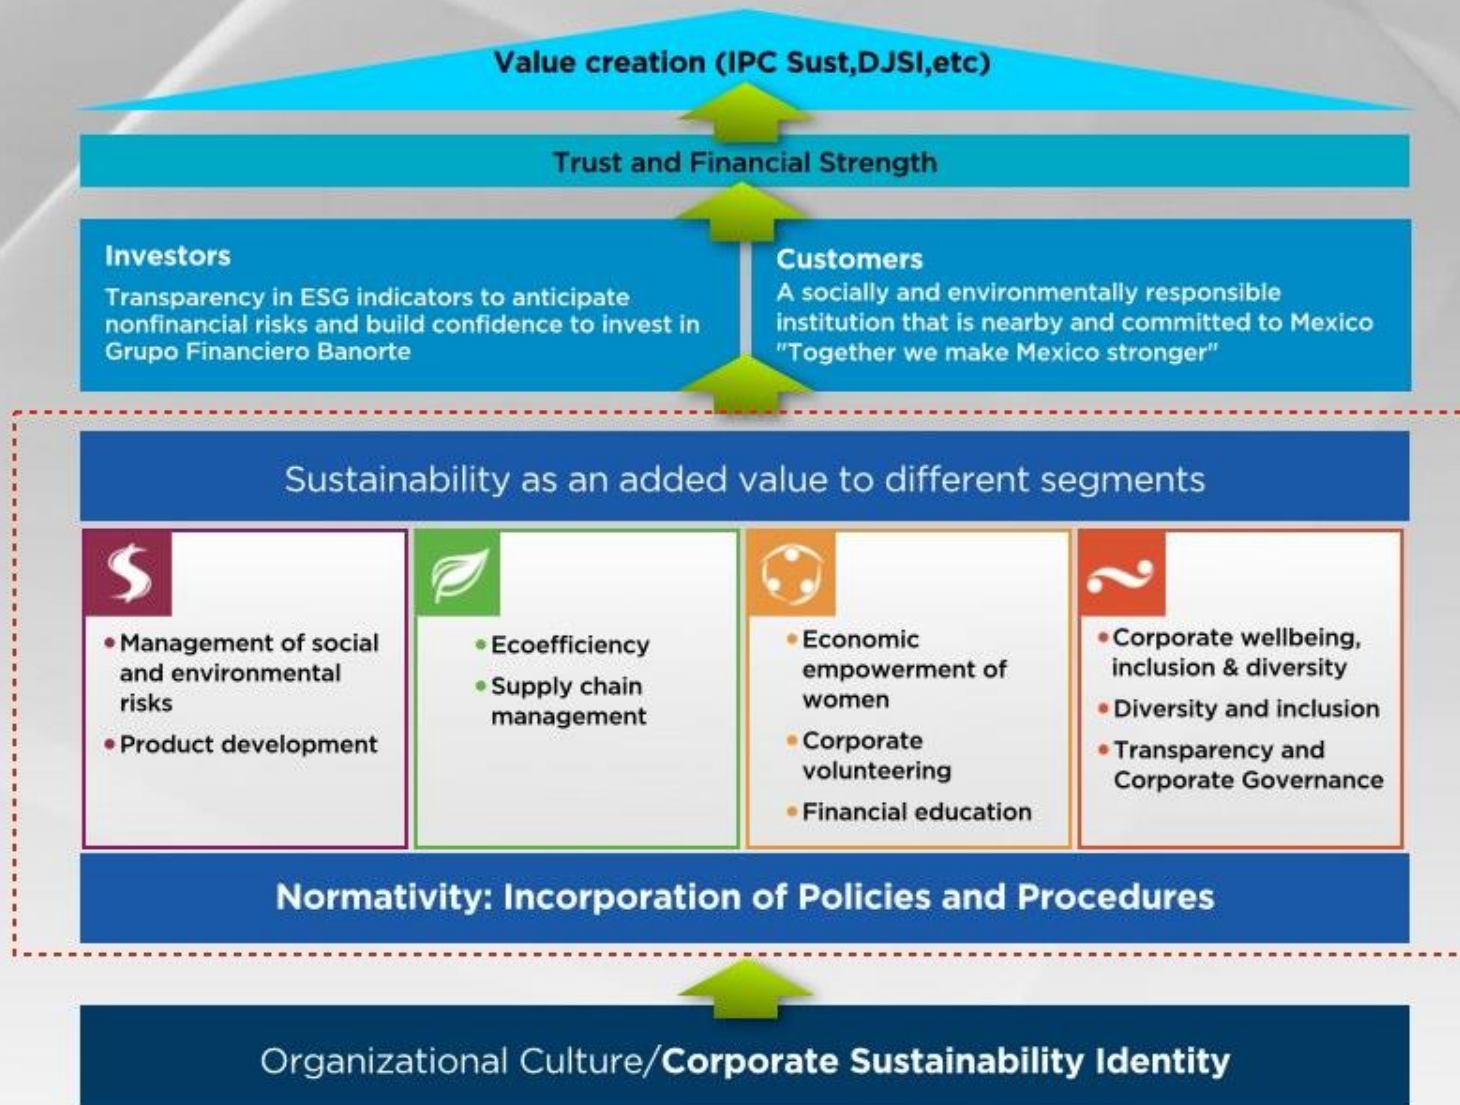 Value creation (IPC Sust,DJSI,etc)
Trust and Financial Strength
Investors
Transparency in ESG indicators to anticipate
nonfinancial risks and build confidence to invest in
Grupo Financiero Banorte
Customers
A socially and environmentally responsible
institution that is nearby and committed to Mexico
"Together we make Mexico stronger"
Sustainability as an added value to different segments
• Management of social
and environmental
risks
• Product development
• Ecoefficiency
• Supply chain
management
• Economic
empowerment of
women
• Corporate
volunteering
• Financial education
• Corporate wellbeing,
inclusion & diversity
• Diversity and inclusion
• Transparency and
Corporate Governance
Normativity: Incorporation of Policies and Procedures
Organizational Culture/Corporate Sustainability Identity